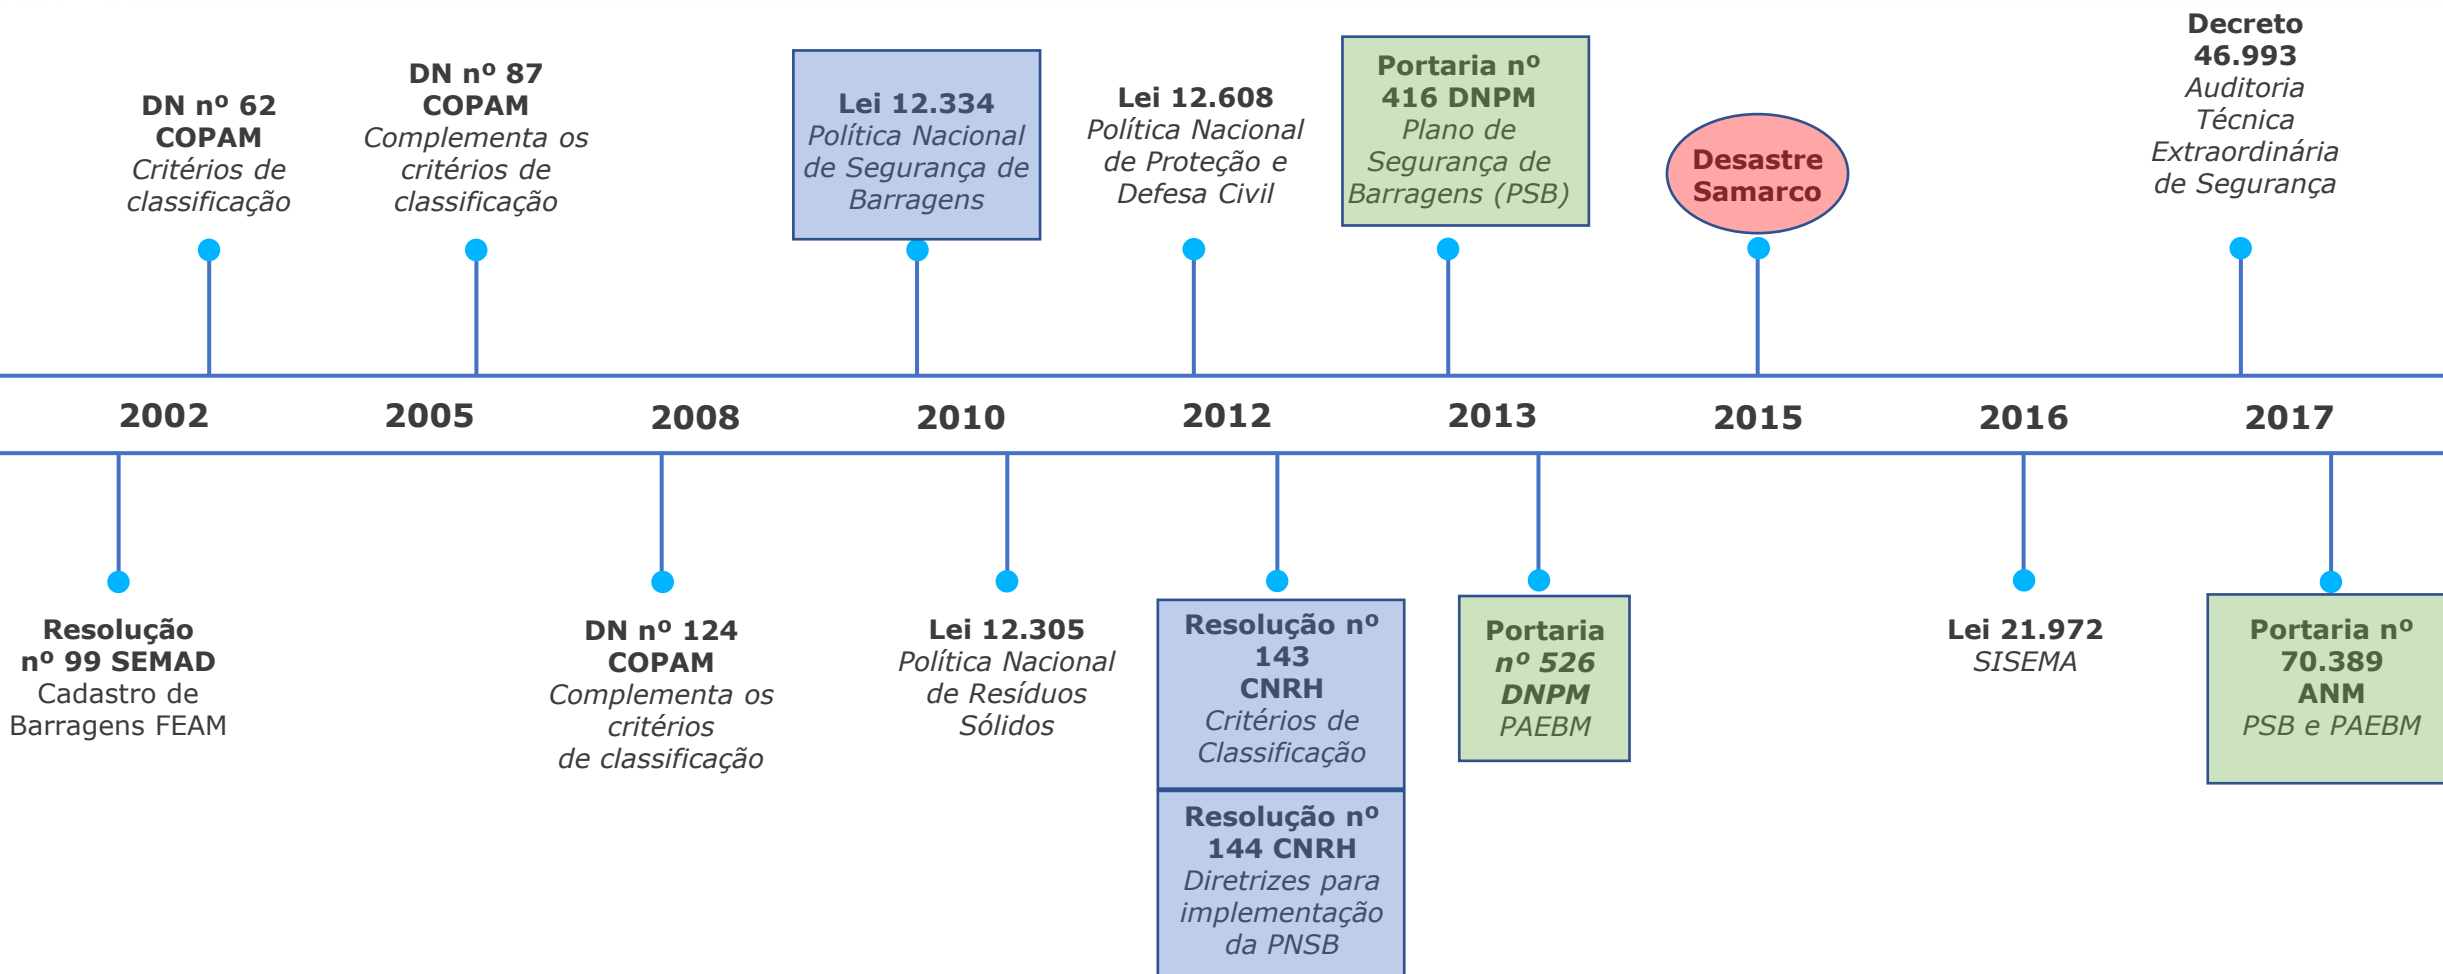 DN nº 62
COPAM
Critérios de
classificação
DN nº 87
COPAM
Complementa os
critérios de
classificação
Lei 12.334
Política Nacional
de Segurança de
Barragens
Lei 12.608
Política Nacional
de Proteção e
Defesa Civil
Portaria nº
416 DNPM
Plano de
Segurança de
Barragens (PSB)
Desastre
Samarco
Decreto
46.993
Auditoria
Técnica
Extraordinária
de Segurança
2002
2005
2008
2010
2012
2013
2015
2016
2017
Resolução
nº 99 SEMAD
Cadastro de
Barragens FEAM
DN nº 124
COPAM
Complementa os
critérios
de classificação
Lei 12.305
Política Nacional
de Resíduos
Sólidos
Resolução nº
143
CNRH
Critérios de
Classificação
Resolução nº
144 CNRH
Diretrizes para
implementação
da PNSB
Portaria
nº 526
DNPM
PAEBM
Lei 21.972
SISEMA
Portaria nº
70.389
ANM
PSB e PAEBM